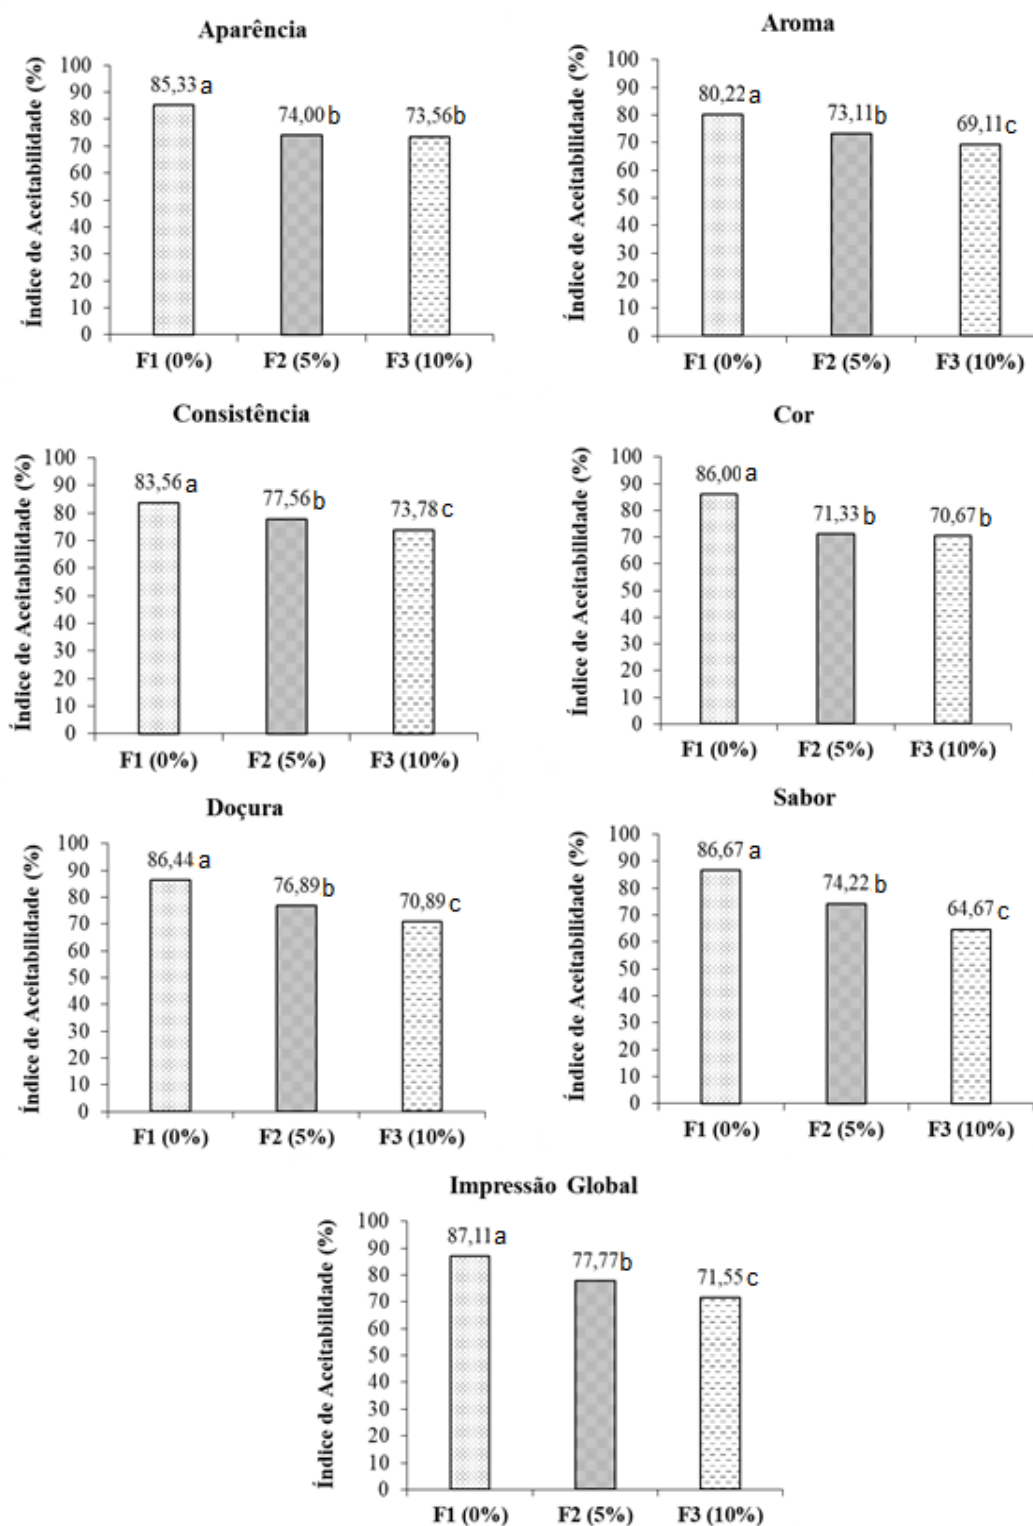 Aparência
Índice de Aceitabilidade (%)
100
90
80
70
60
50
40
30
20
10
0
85,33 a
74,00 b
73,56 b
F1 (0%) F2 (5%) F3 (10%)
Aroma
Índice de Aceitabilidade (%)
100
90
80
70
60
50
40
30
20
10
0
80,22 a
73,11 b
69,11 c
F1 (0%) F2 (5%) F3 (10%)
Consistência
Índice de Aceitabilidade (%)
100
90
80
70
60
50
40
30
20
10
0
83,56 a
77,56 b
73,78 c
F1 (0%) F2 (5%) F3 (10%)
Cor
Índice de Aceitabilidade (%)
100
90
80
70
60
50
40
30
20
10
0
86,00 a
71,33 b
70,67 b
F1 (0%) F2 (5%) F3 (10%)
Doçura
Índice de Aceitabilidade (%)
100
90
80
70
60
50
40
30
20
10
0
86,44 a
76,89 b
70,89 c
F1 (0%) F2 (5%) F3 (10%)
Sabor
Índice de Aceitabilidade (%)
100
90
80
70
60
50
40
30
20
10
0
86,67 a
74,22 b
64,67 c
F1 (0%) F2 (5%) F3 (10%)
Impressão Global
Índice de Aceitabilidade (%)
100
90
80
70
60
50
40
30
20
10
0
87,11 a
77,77 b
71,55 c
F1 (0%) F2 (5%) F3 (10%)